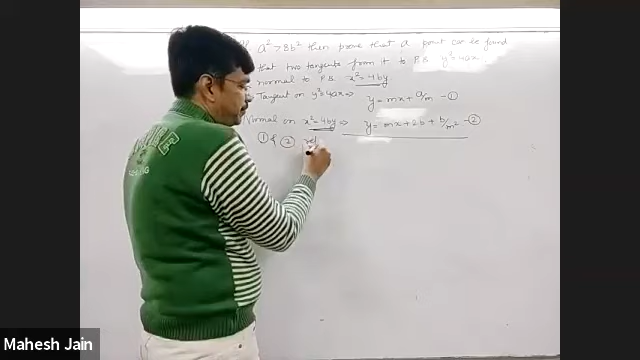 a² > 8b² then prove that a point can be found
that two tangents from it to P.B. y² = 4ax
normal to P.B. x² = 4by
Tangent on y² = 4ax ⇒ y = mx + a/m - ①
Normal on x² = 4by ⇒ y = mx + 2b + b/m² - ②
① & ②
Mahesh Jain